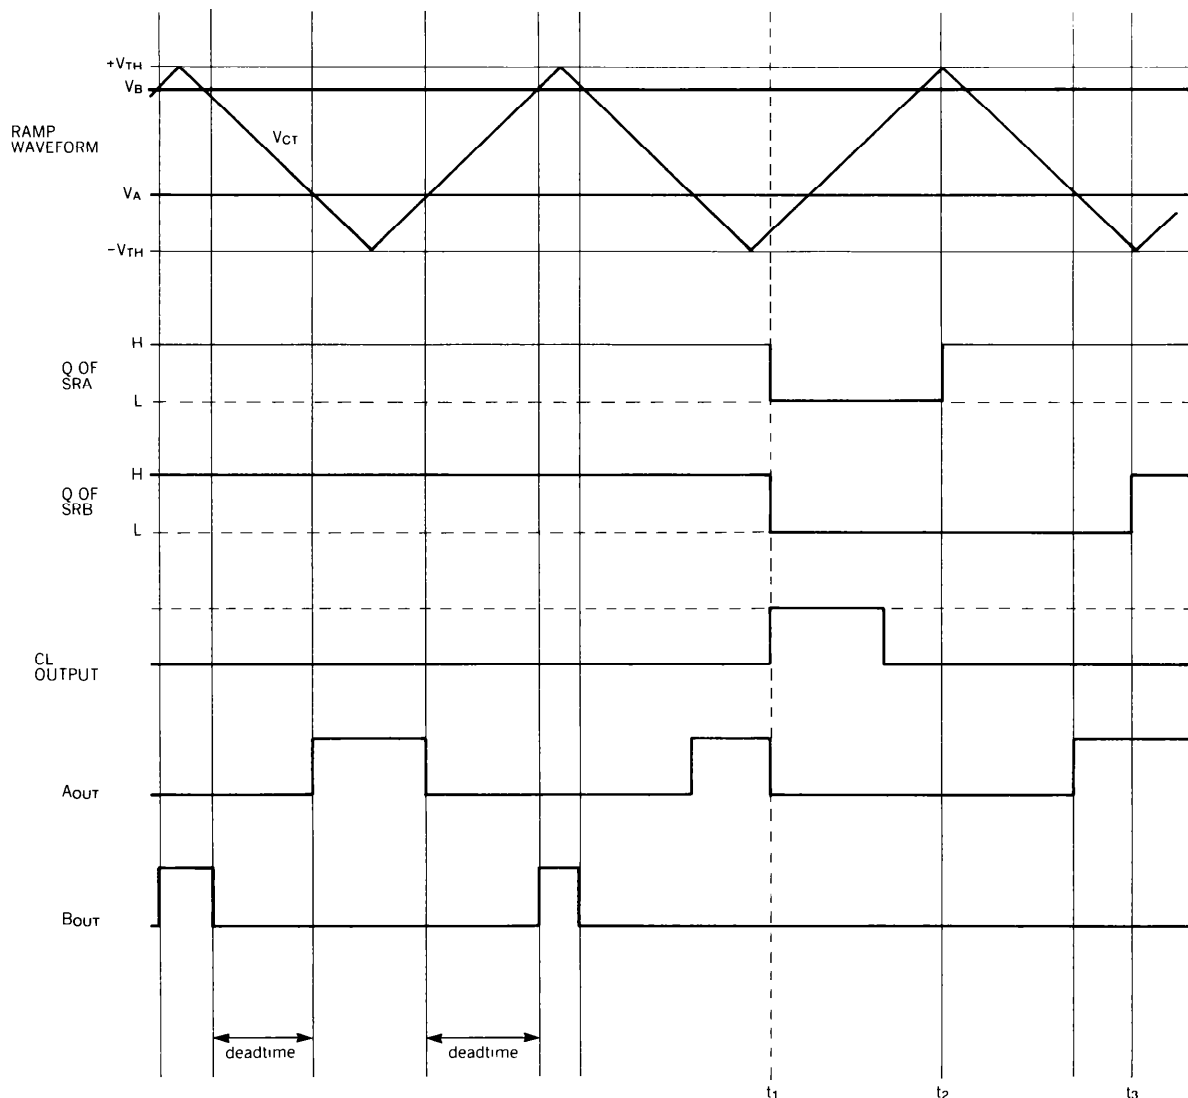 +VTH
VB
RAMP
WAVEFORM
VCT
VA
−VTH
H
Q OF
SRA
L
H
Q OF
SRB
L
CL
OUTPUT
AOUT
BOUT
deadtime
deadtime
t1
t2
t3